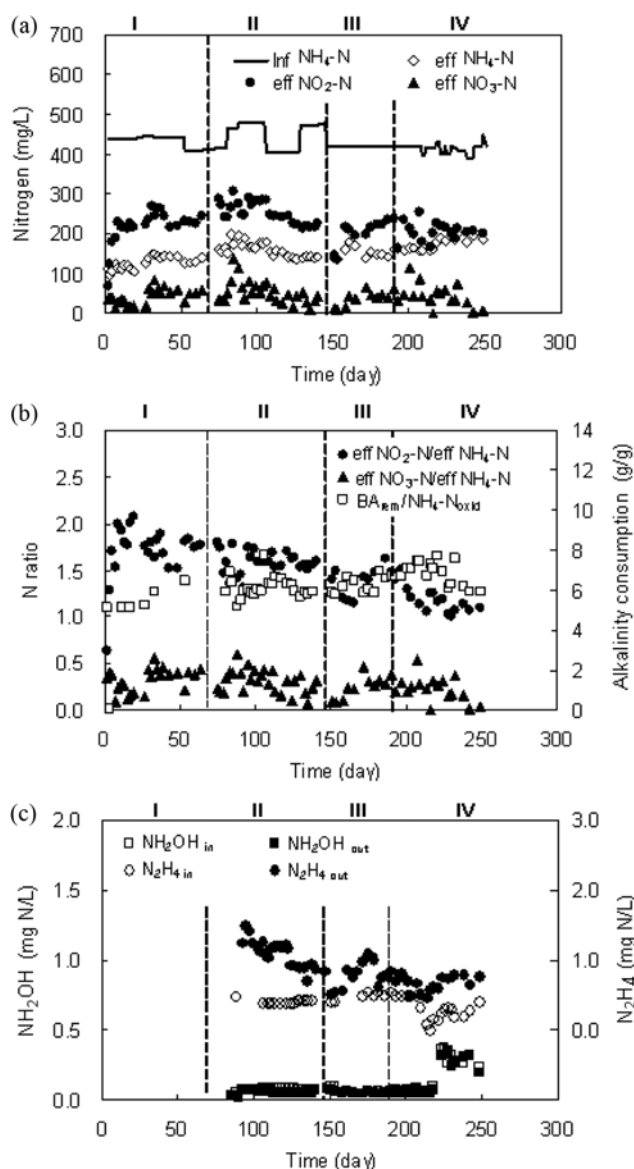 (a)
I II III IV
700
600
500
400
300
200
100
0
Nitrogen (mg/L)
Inf NH4-N eff NH4-N
eff NO2-N eff NO3-N
0 50 100 150 200 250 300
Time (day)
(b)
I II III IV
3.0
2.5
2.0
1.5
1.0
0.5
0.0
N ratio
eff NO2-N/eff NH4-N
eff NO3-N/eff NH4-N
BArem/NH4-Noxid
14
12
10
8
6
4
2
0
Alkalinity consumption (g/g)
0 50 100 150 200 250 300
Time (day)
(c)
I II III IV
2.0
1.5
1.0
0.5
0.0
NH2OH (mg N/L)
NH2OH in NH2OH out
N2H4 in N2H4 out
3.0
2.0
1.0
0.0
N2H4 (mg N/L)
0 50 100 150 200 250 300
Time (day)